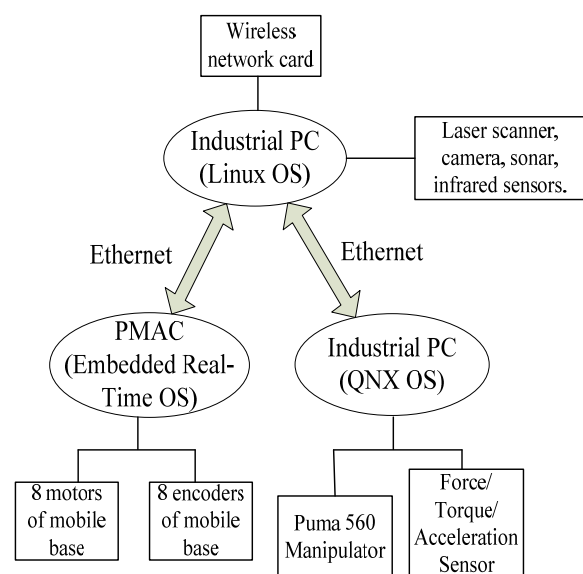 Wireless
network card
Industrial PC
(Linux OS)
Laser scanner,
camera, sonar,
infrared sensors.
Ethernet
Ethernet
PMAC
(Embedded Real-
Time OS)
Industrial PC
(QNX OS)
8 motors
of mobile
base
8 encoders
of mobile
base
Puma 560
Manipulator
Force/
Torque/
Acceleration
Sensor